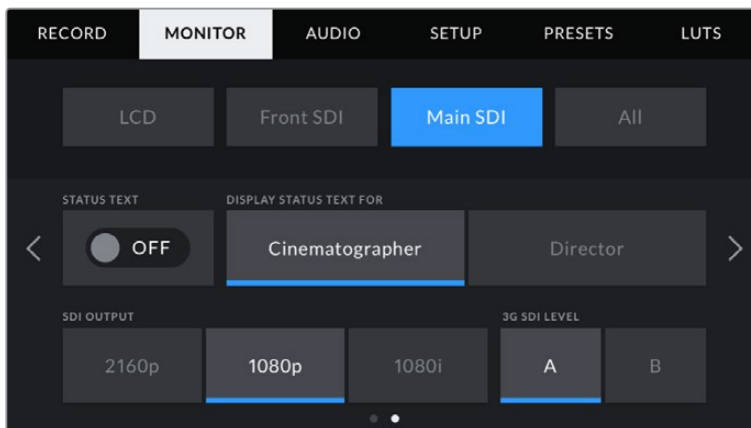 RECORD MONITOR AUDIO SETUP PRESETS LUTS
LCD Front SDI Main SDI All
STATUS TEXT DISPLAY STATUS TEXT FOR
OFF Cinematographer Director
SDI OUTPUT 3G SDI LEVEL
2160p 1080p 1080i A B